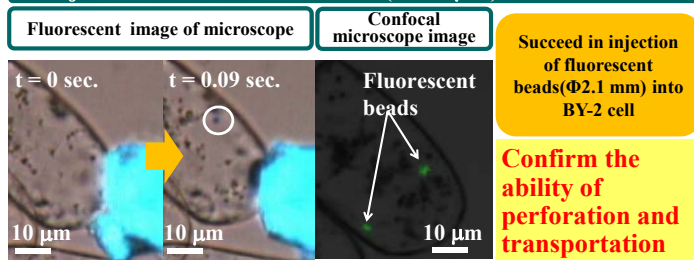 Fluorescent image of microscope
Confocal
microscope image
Succeed in injection
of fluorescent
beads(Φ2.1 mm) into
BY-2 cell
t = 0 sec.
t = 0.09 sec.
Fluorescent
beads
10 μm
10 μm
10 μm
Confirm the
ability of
perforation and
transportation